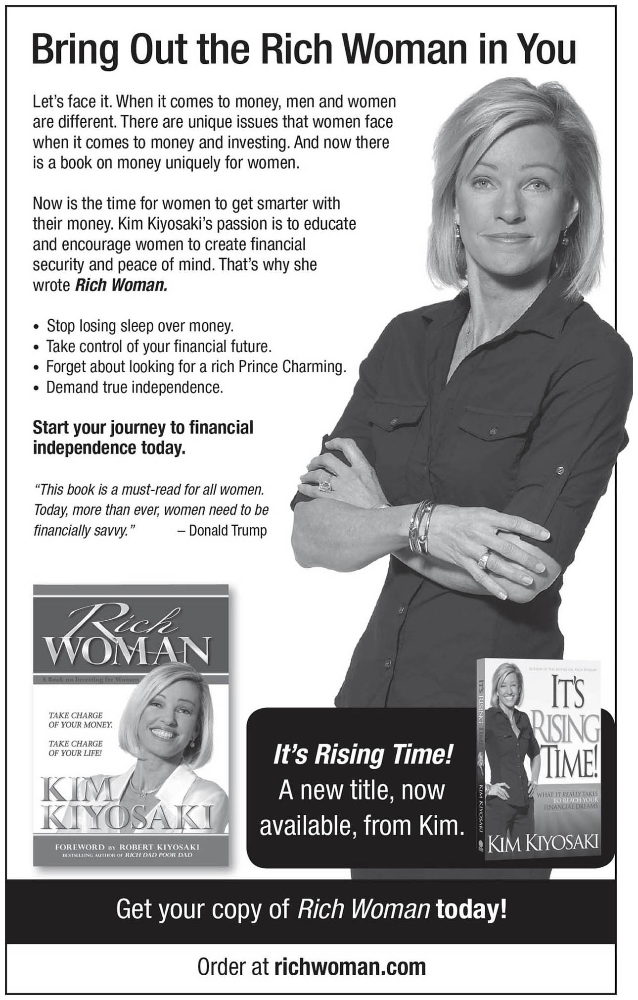 Bring Out the Rich Woman in You
Let's face it. When it comes to money, men and women
are different. There are unique issues that women face
when it comes to money and investing. And now there
is a book on money uniquely for women.
Now is the time for women to get smarter with
their money. Kim Kiyosaki's passion is to educate
and encourage women to create financial
security and peace of mind. That's why she
wrote Rich Woman.
• Stop losing sleep over money.
• Take control of your financial future.
• Forget about looking for a rich Prince Charming.
• Demand true independence.
Start your journey to financial
independence today.
“This book is a must-read for all women.
Today, more than ever, women need to be
financially savvy.” – Donald Trump
Rich
WOMAN
A Book on Investing for Women
TAKE CHARGE
OF YOUR MONEY.
TAKE CHARGE
OF YOUR LIFE!
KIM
KIYOSAKI
FOREWORD BY ROBERT KIYOSAKI
BESTSELLING AUTHOR OF RICH DAD POOR DAD
It's Rising Time!
A new title, now
available, from Kim.
IT'S RISING TIME!
KIM KIYOSAKI
AUTHOR OF THE BESTSELLER, RICH WOMAN
IT'S
RISING
TIME!
WHAT IT REALLY TAKES
TO REACH YOUR
FINANCIAL DREAMS
KIM KIYOSAKI
Get your copy of Rich Woman today!
Order at richwoman.com